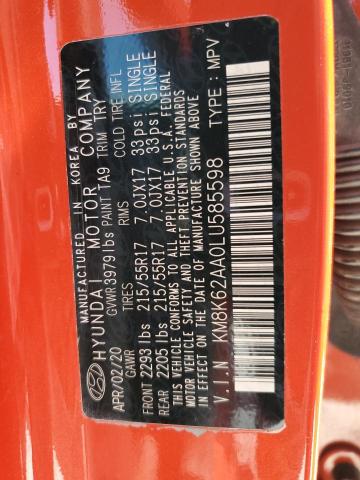 MANUFACTURED IN KOREA BY
HYUNDAI MOTOR COMPANY
APR/02/20 GVWR 3979 lbs PAINT TA9 TRIM TRY
GAWR TIRES RIMS COLD TIRE INFL
FRONT 2293 lbs 215/55R17 7.0JX17 33psi SINGLE
REAR 2205 lbs 215/55R17 7.0JX17 33psi SINGLE
THIS VEHICLE CONFORMS TO ALL APPLICABLE U.S.A. FEDERAL
MOTOR VEHICLE SAFETY AND THEFT PREVENTION STANDARDS
IN EFFECT ON THE DATE OF MANUFACTURE SHOWN ABOVE.
V.I.N : KM8K62AA0LU585598 TYPE : MPV